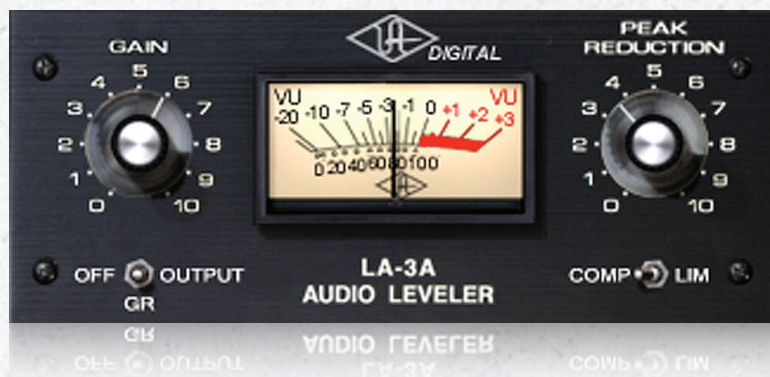 GAIN
0 1 2 3 4 5 6 7 8 9 10
UA DIGITAL
VU VU
-20 -10 -7 -5 -3 -1 0 +1 +2 +3
0 20 40 60 80 100
UA
PEAK
REDUCTION
0 1 2 3 4 5 6 7 8 9 10
OFF OUTPUT
GR
LA-3A
AUDIO LEVELER
COMP LIM